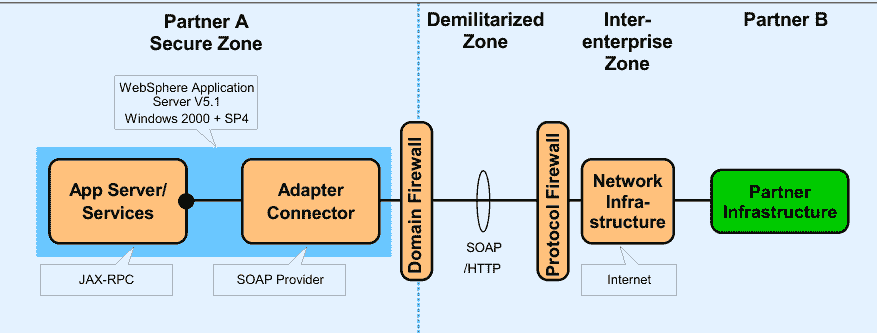 Partner A
Secure Zone
Demilitarized
Zone
Inter-
enterprise
Zone
Partner B
WebSphere Application
Server V5.1
Windows 2000 + SP4
App Server/
Services
Adapter
Connector
Domain Firewall
SOAP
/HTTP
Protocol Firewall
Network
Infra-
structure
Partner
Infrastructure
JAX-RPC
SOAP Provider
Internet